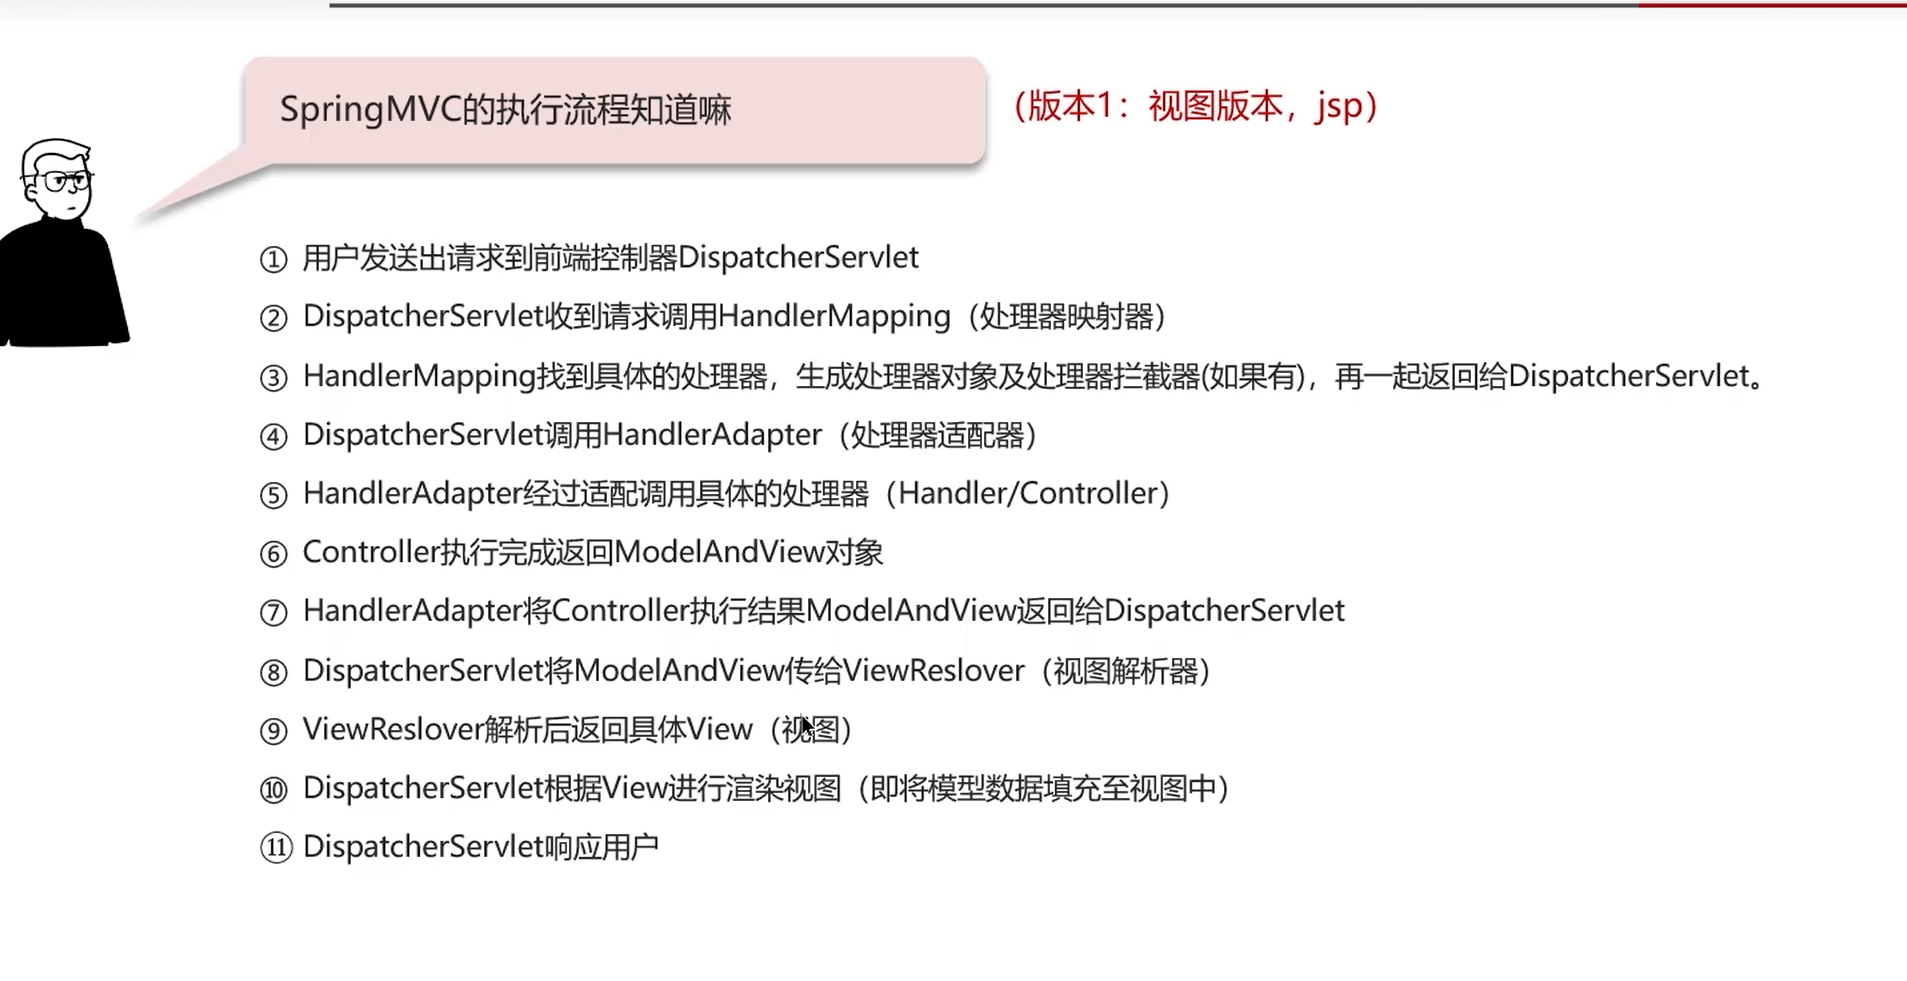 SpringMVC的执行流程知道嘛
(版本1：视图版本，jsp）
① 用户发送出请求到前端控制器DispatcherServlet
② DispatcherServlet收到请求调用HandlerMapping（处理器映射器）
③ HandlerMapping找到具体的处理器，生成处理器对象及处理器拦截器(如果有)，再一起返回给DispatcherServlet。
④ DispatcherServlet调用HandlerAdapter（处理器适配器）
⑤ HandlerAdapter经过适配调用具体的处理器（Handler/Controller）
⑥ Controller执行完成返回ModelAndView对象
⑦ HandlerAdapter将Controller执行结果ModelAndView返回给DispatcherServlet
⑧ DispatcherServlet将ModelAndView传给ViewReslover（视图解析器）
⑨ ViewReslover解析后返回具体View（视图）
⑩ DispatcherServlet根据View进行渲染视图（即将模型数据填充至视图中）
⑪ DispatcherServlet响应用户